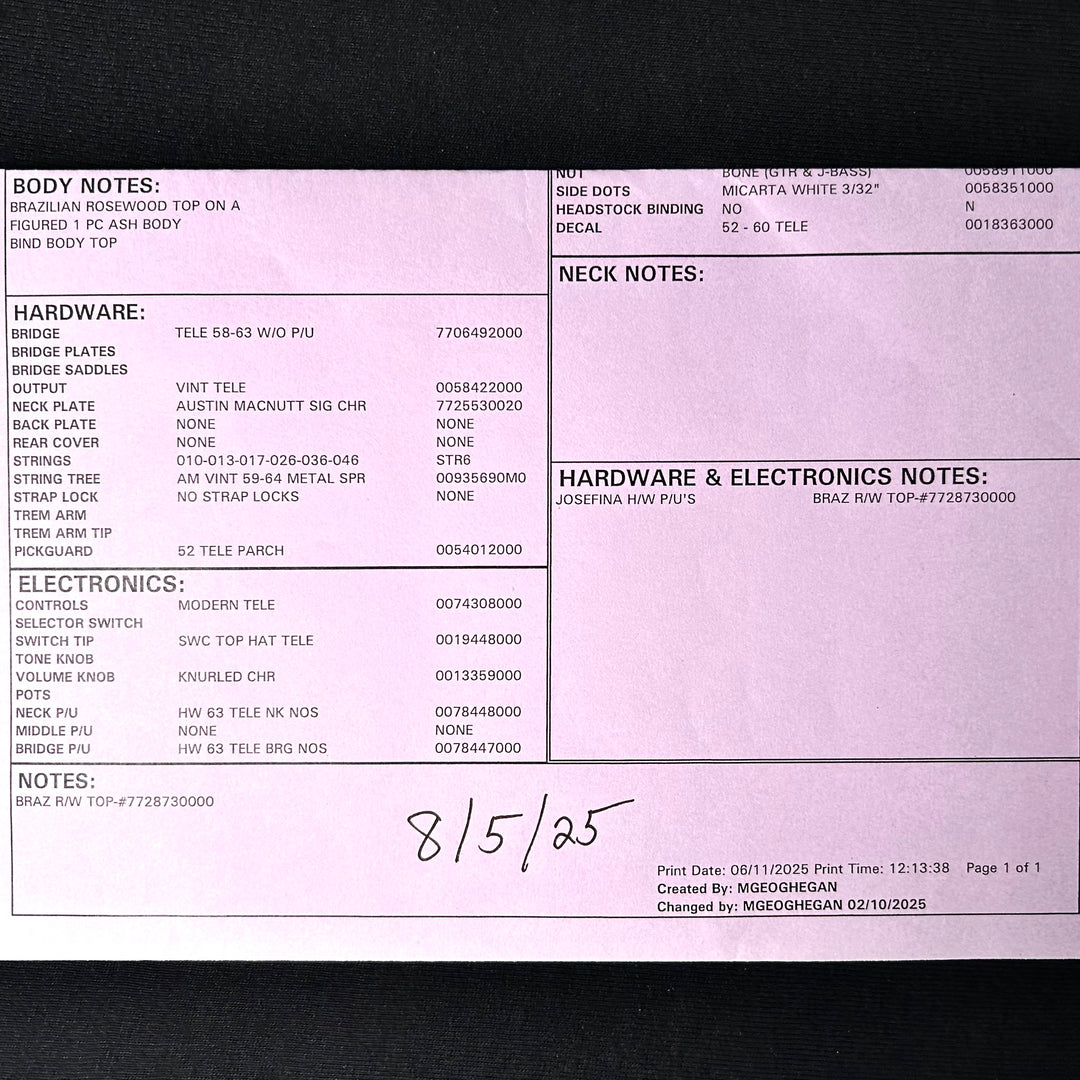 BODY NOTES:
BRAZILIAN ROSEWOOD TOP ON A
FIGURED 1 PC ASH BODY
BIND BODY TOP
HARDWARE:
BRIDGE TELE 58-63 W/O P/U 7706492000
BRIDGE PLATES
BRIDGE SADDLES
OUTPUT VINT TELE 0058422000
NECK PLATE AUSTIN MACNUTT SIG CHR 7725530020
BACK PLATE NONE NONE
REAR COVER NONE NONE
STRINGS 010-013-017-026-036-046 STR6
STRING TREE AM VINT 59-64 METAL SPR 00935690M0
STRAP LOCK NO STRAP LOCKS NONE
TREM ARM
TREM ARM TIP
PICKGUARD 52 TELE PARCH 0054012000
ELECTRONICS:
CONTROLS MODERN TELE 0074308000
SELECTOR SWITCH
SWITCH TIP SWC TOP HAT TELE 0019448000
TONE KNOB
VOLUME KNOB KNURLED CHR 0013359000
POTS
NECK P/U HW 63 TELE NK NOS 0078448000
MIDDLE P/U NONE NONE
BRIDGE P/U HW 63 TELE BRG NOS 0078447000
NUT BONE (GTR & J-BASS) 0058911000
SIDE DOTS MICARTA WHITE 3/32" 0058351000
HEADSTOCK BINDING NO N
DECAL 52 - 60 TELE 0018363000
NECK NOTES:
HARDWARE & ELECTRONICS NOTES:
JOSEFINA H/W P/U'S BRAZ R/W TOP-#7728730000
NOTES:
BRAZ R/W TOP-#7728730000
8/5/25
Print Date: 06/11/2025 Print Time: 12:13:38 Page 1 of 1
Created By: MGEOGHEGAN
Changed by: MGEOGHEGAN 02/10/2025